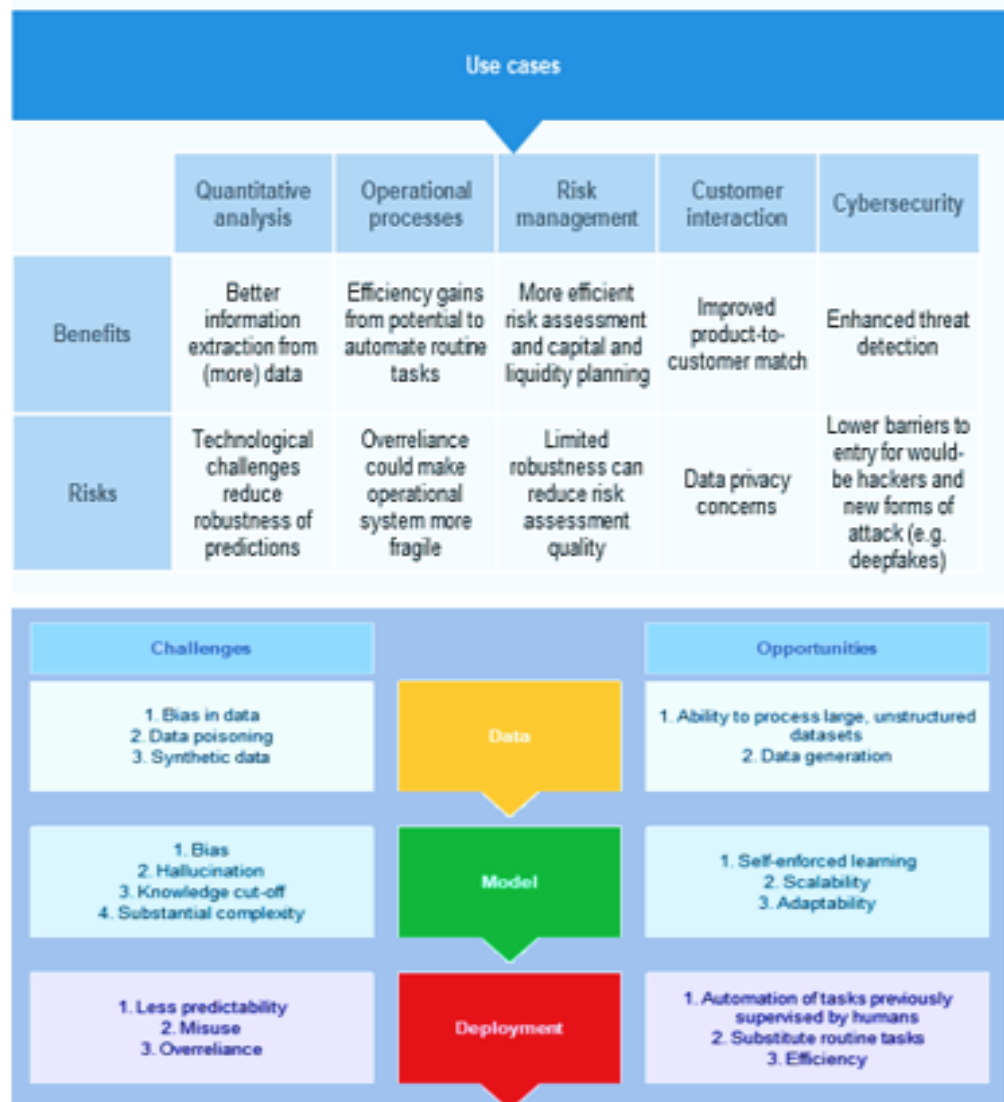 Use cases
Quantitative
analysis
Operational
processes
Risk
management
Customer
interaction
Cybersecurity
Benefits
Better
information
extraction from
(more) data
Efficiency gains
from potential to
automate routine
tasks
More efficient
risk assessment
and capital and
liquidity planning
Improved
product-to-
customer match
Enhanced threat
detection
Risks
Technological
challenges
reduce
robustness of
predictions
Overreliance
could make
operational
system more
fragile
Limited
robustness can
reduce risk
assessment
quality
Data privacy
concerns
Lower barriers to
entry for would-
be hackers and
new forms of
attack (e.g.
deepfakes)
Challenges
Opportunities
1. Bias in data
2. Data poisoning
3. Synthetic data
Data
1. Ability to process large, unstructured
datasets
2. Data generation
1. Bias
2. Hallucination
3. Knowledge cut-off
4. Substantial complexity
Model
1. Self-enforced learning
2. Scalability
3. Adaptability
1. Less predictability
2. Misuse
3. Overreliance
Deployment
1. Automation of tasks previously
supervised by humans
2. Substitute routine tasks
3. Efficiency